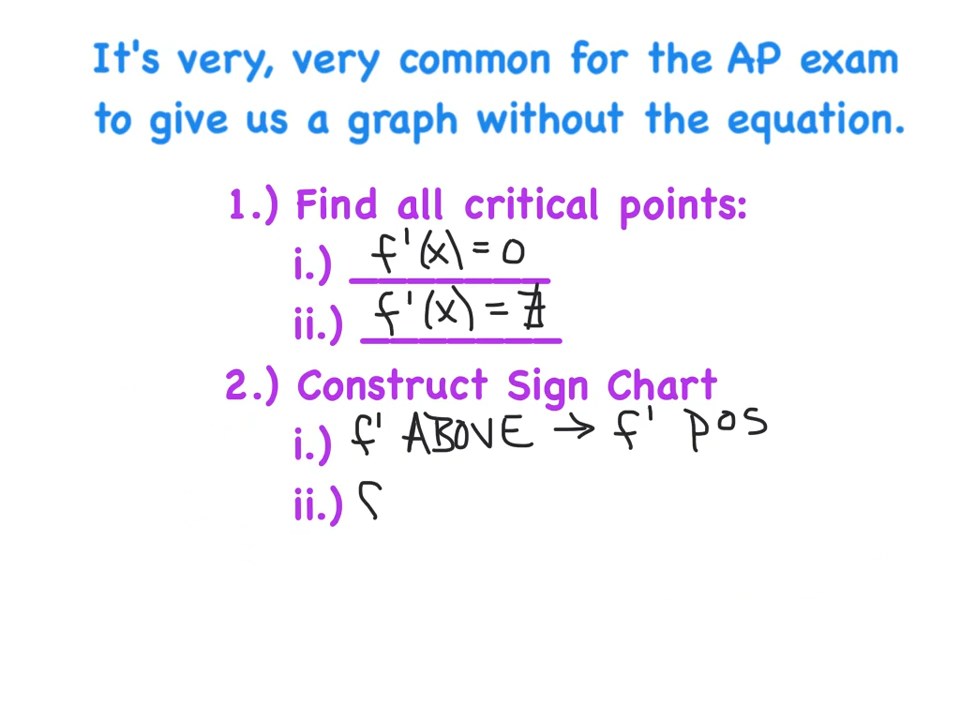 It's very, very common for the AP exam
to give us a graph without the equation.
1.) Find all critical points:
i.) f'(x) = 0
ii.) f'(x) = ∄
2.) Construct Sign Chart
i.) f' ABOVE → f' POS
ii.)